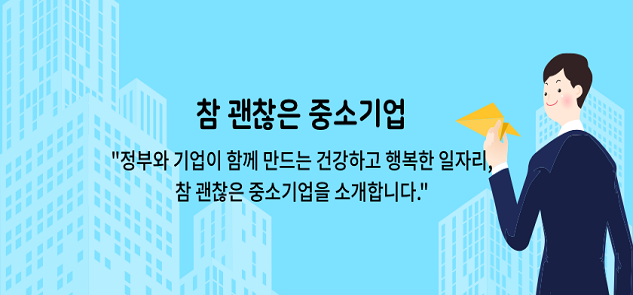 참 괜찮은 중소기업
"정부와 기업이 함께 만드는 건강하고 행복한 일자리,
참 괜찮은 중소기업을 소개합니다."